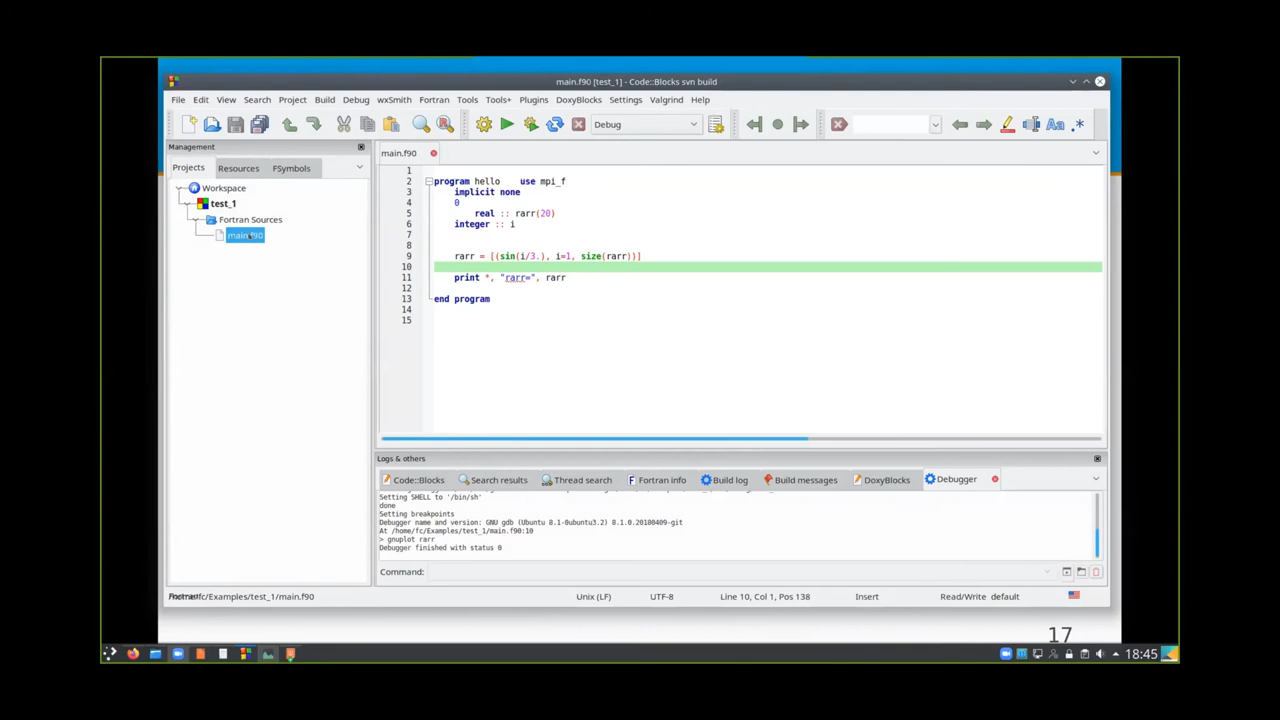 main.f90 [test_1] - Code::Blocks svn build
File Edit View Search Project Build Debug wxSmith Fortran Tools Tools+ Plugins DoxyBlocks Settings Valgrind Help
Debug
Aa .*
Management
Projects Resources FSymbols
Workspace
test_1
Fortran Sources
main.f90
main.f90
1
2 program hello use mpi_f
3 implicit none
4 0
5 real :: rarr(20)
6 integer :: i
7
8
9 rarr = [(sin(i/3.), i=1, size(rarr))]
10
11 print *, "rarr=", rarr
12
13 end program
14
15
Logs & others
Code::Blocks Search results Thread search Fortran info Build log Build messages DoxyBlocks Debugger
Setting SHELL to '/bin/sh'
done
Setting breakpoints
Debugger name and version: GNU gdb (Ubuntu 8.1-0ubuntu3.2) 8.1.0.20180409-git
At /home/fc/Examples/test_1/main.f90:10
> gnuplot rarr
Debugger finished with status 0
Command:
fc/Examples/test_1/main.f90 Unix (LF) UTF-8 Line 10, Col 1, Pos 138 Insert Read/Write default
17
18:45